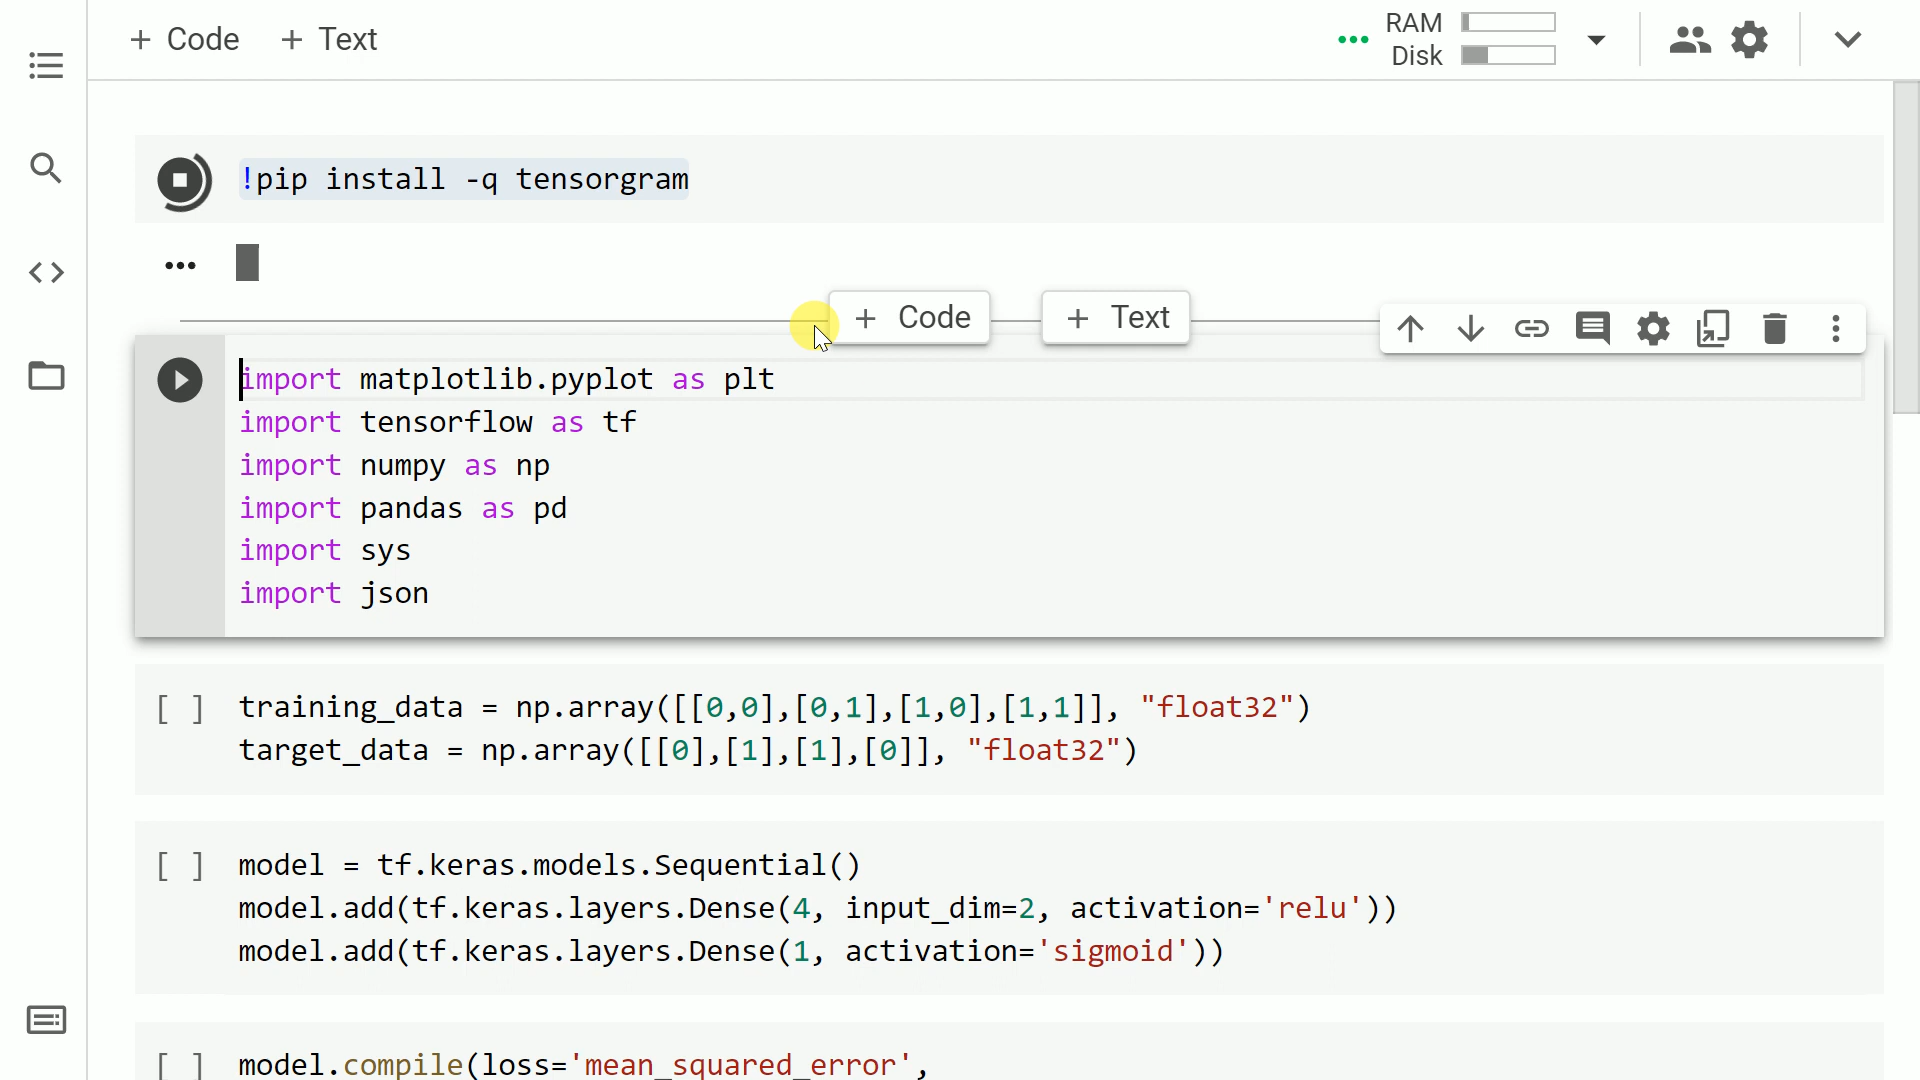 + Code + Text
RAM
Disk
!pip install -q tensorgram
+ Code + Text
import matplotlib.pyplot as plt
import tensorflow as tf
import numpy as np
import pandas as pd
import sys
import json
[ ] training_data = np.array([[0,0],[0,1],[1,0],[1,1]], "float32")
target_data = np.array([[0],[1],[1],[0]], "float32")
[ ] model = tf.keras.models.Sequential()
model.add(tf.keras.layers.Dense(4, input_dim=2, activation='relu'))
model.add(tf.keras.layers.Dense(1, activation='sigmoid'))
[ ] model.compile(loss='mean_squared_error',